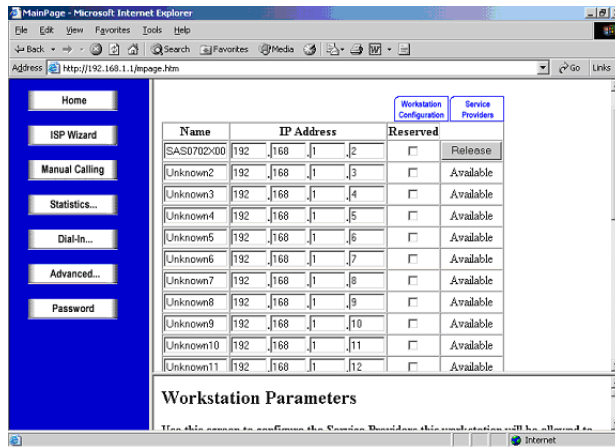 MainPage - Microsoft Internet Explorer
File Edit View Favorites Tools Help
Back Search Favorites Media
Address http://192.168.1.1/mpage.htm Go Links
Home
ISP Wizard
Manual Calling
Statistics...
Dial-In...
Advanced...
Password
Workstation Configuration
Service Providers
Name IP Address Reserved
SAS0702X00 192 .168 .1 .2 Release
Unknown2 192 .168 .1 .3 Available
Unknown3 192 .168 .1 .4 Available
Unknown4 192 .168 .1 .5 Available
Unknown5 192 .168 .1 .6 Available
Unknown6 192 .168 .1 .7 Available
Unknown7 192 .168 .1 .8 Available
Unknown8 192 .168 .1 .9 Available
Unknown9 192 .168 .1 .10 Available
Unknown10 192 .168 .1 .11 Available
Unknown11 192 .168 .1 .12 Available
Workstation Parameters
Use this screen to configure the Service Providers this workstation will be allowed to
Internet